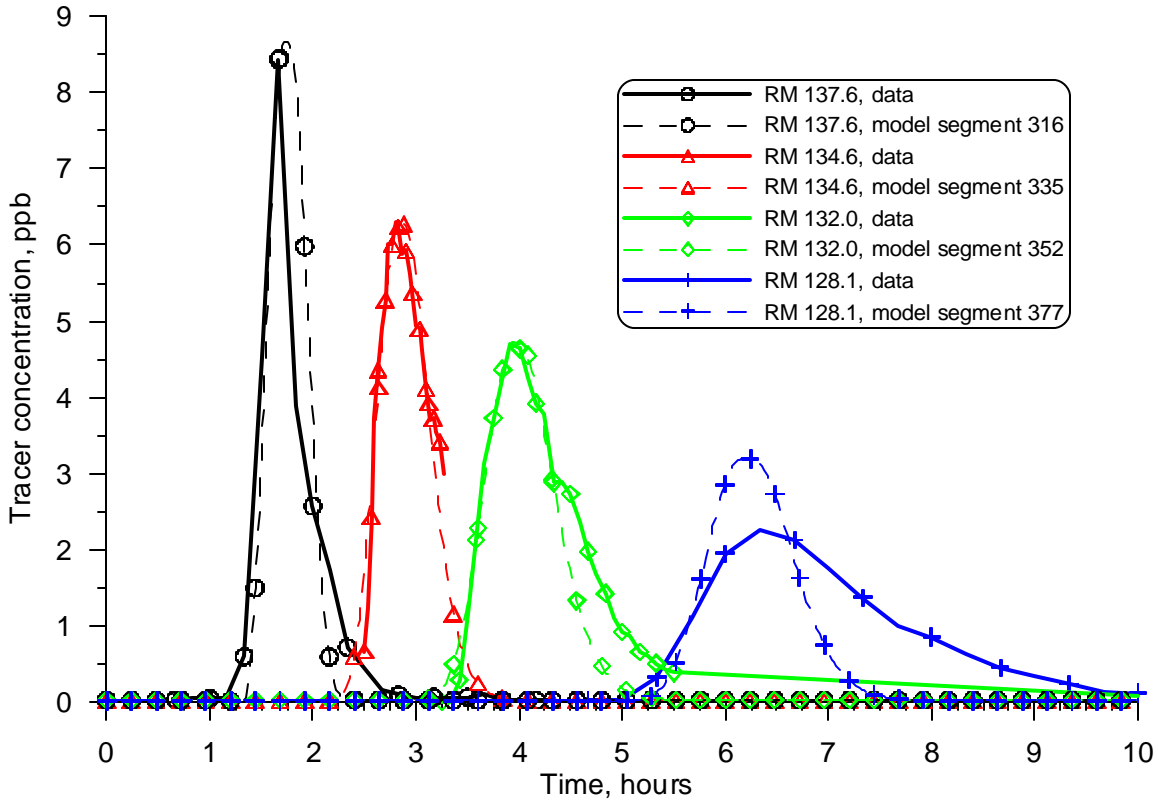 9
8
7
6
5
4
3
2
1
0
Tracer concentration, ppb
RM 137.6, data
RM 137.6, model segment 316
RM 134.6, data
RM 134.6, model segment 335
RM 132.0, data
RM 132.0, model segment 352
RM 128.1, data
RM 128.1, model segment 377
0 1 2 3 4 5 6 7 8 9 10
Time, hours